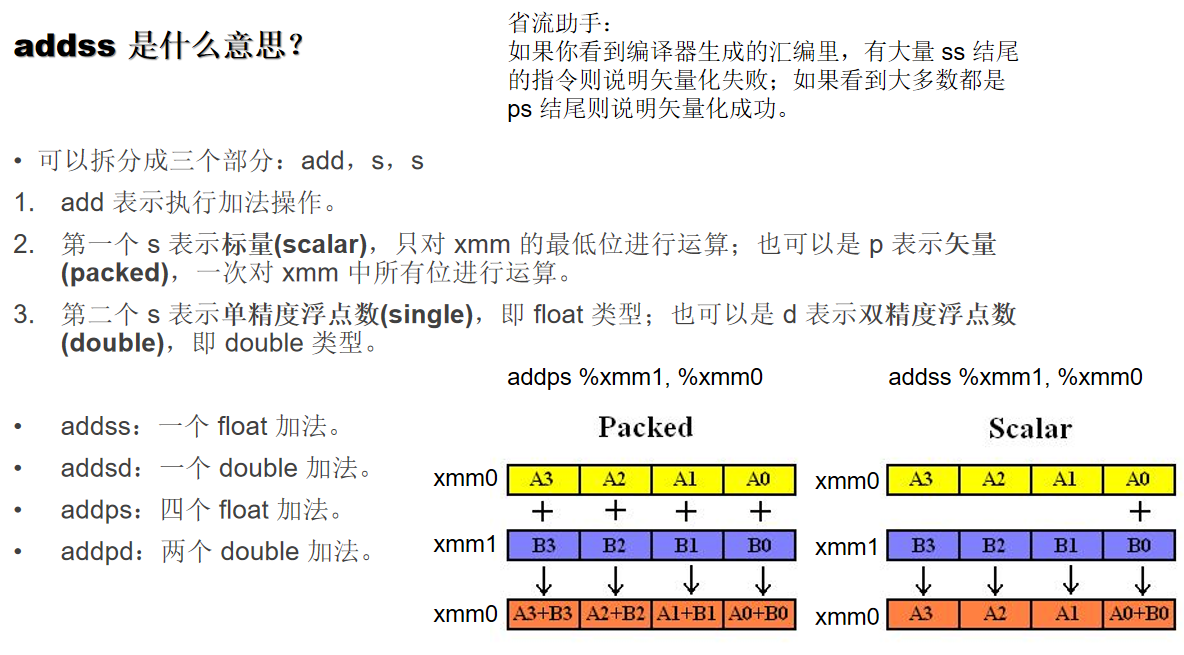 addss 是什么意思？
省流助手：
如果你看到编译器生成的汇编里，有大量 ss 结尾
的指令则说明矢量化失败；如果看到大多数都是
ps 结尾则说明矢量化成功。
• 可以拆分成三个部分：add，s，s
1. add 表示执行加法操作。
2. 第一个 s 表示标量(scalar)，只对 xmm 的最低位进行运算；也可以是 p 表示矢量
(packed)，一次对 xmm 中所有位进行运算。
3. 第二个 s 表示单精度浮点数(single)，即 float 类型；也可以是 d 表示双精度浮点数
(double)，即 double 类型。
• addss：一个 float 加法。
• addsd：一个 double 加法。
• addps：四个 float 加法。
• addpd：两个 double 加法。
addps %xmm1, %xmm0
Packed
xmm0 A3 A2 A1 A0
+ + + +
xmm1 B3 B2 B1 B0
xmm0 A3+B3 A2+B2 A1+B1 A0+B0
addss %xmm1, %xmm0
Scalar
xmm0 A3 A2 A1 A0
+
xmm1 B3 B2 B1 B0
xmm0 A3 A2 A1 A0+B0